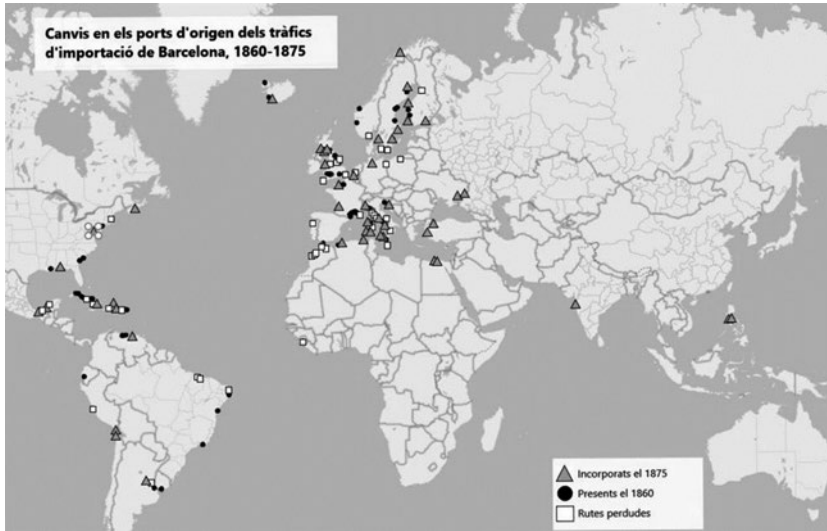 Canvis en els ports d'origen dels tràfics
d'importació de Barcelona, 1860-1875
Incorporats el 1875
Presents el 1860
Rutes perdudes